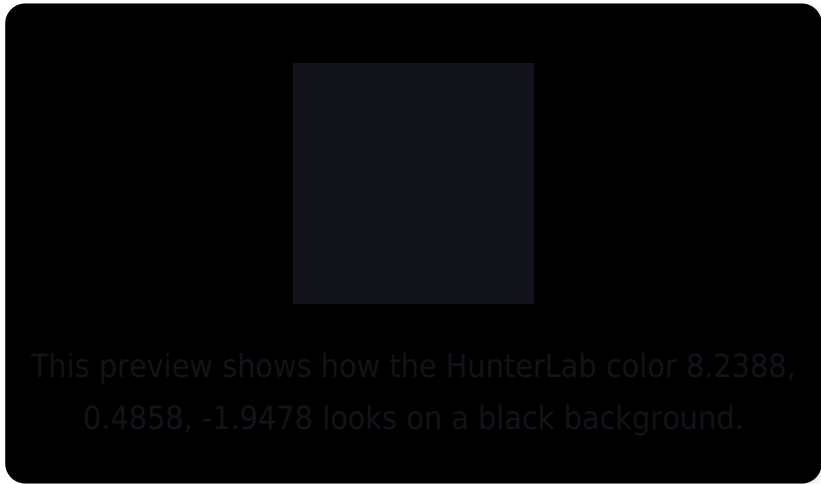 This preview shows how the HunterLab color 8.2388,
0.4858, -1.9478 looks on a black background.